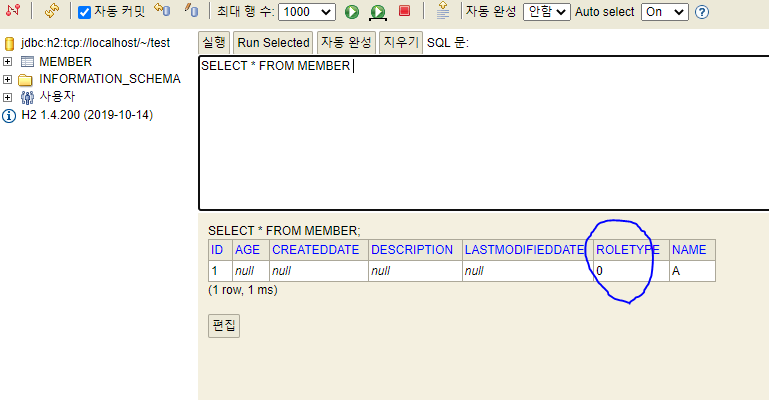 자동 커밋 최대 행 수: 1000 자동 완성 안함 Auto select On
jdbc:h2:tcp://localhost/~/test
MEMBER
INFORMATION_SCHEMA
사용자
H2 1.4.200 (2019-10-14)
실행 Run Selected 자동 완성 지우기 SQL 문:
SELECT * FROM MEMBER
SELECT * FROM MEMBER;
ID AGE CREATEDDATE DESCRIPTION LASTMODIFIEDDATE ROLETYPE NAME
1 null null null null 0 A
(1 row, 1 ms)
편집